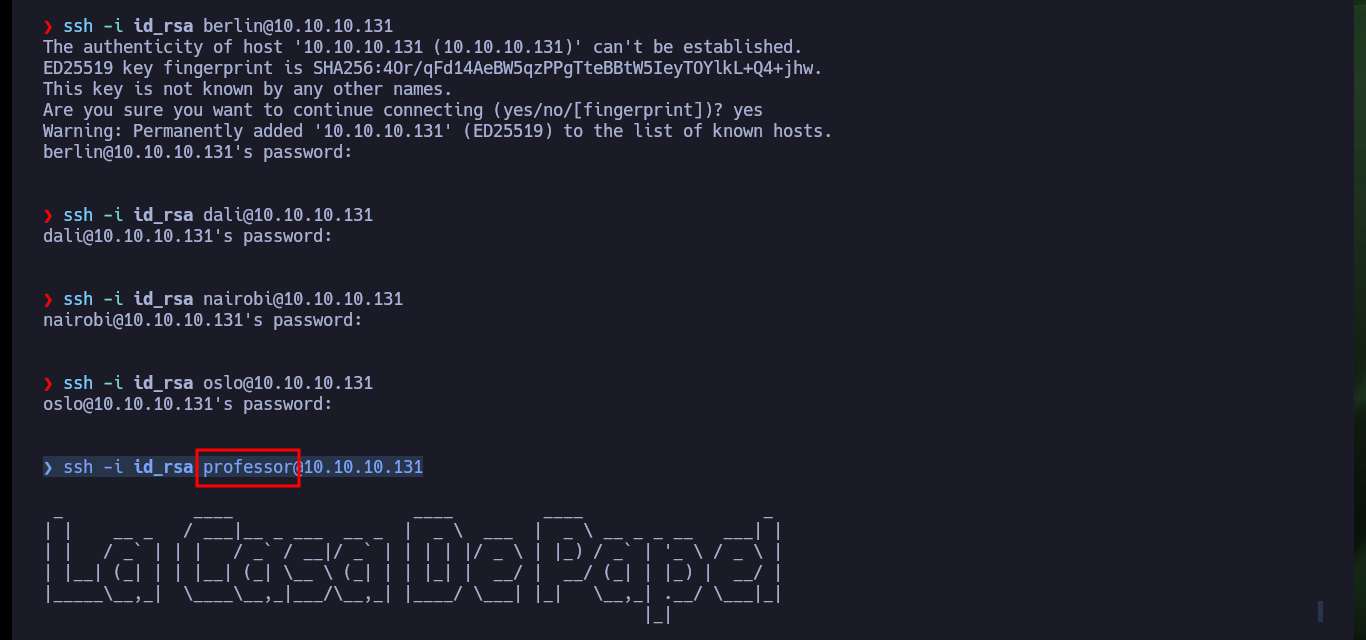 ❯ ssh -i id_rsa berlin@10.10.10.131
The authenticity of host '10.10.10.131 (10.10.10.131)' can't be established.
ED25519 key fingerprint is SHA256:4Or/qFd14AeBW5qzPPgTteBBtW5IeyTOYlkL+Q4+jhw.
This key is not known by any other names.
Are you sure you want to continue connecting (yes/no/[fingerprint])? yes
Warning: Permanently added '10.10.10.131' (ED25519) to the list of known hosts.
berlin@10.10.10.131's password:
❯ ssh -i id_rsa dali@10.10.10.131
dali@10.10.10.131's password:
❯ ssh -i id_rsa nairobi@10.10.10.131
nairobi@10.10.10.131's password:
❯ ssh -i id_rsa oslo@10.10.10.131
oslo@10.10.10.131's password:
❯ ssh -i id_rsa professor@10.10.10.131
La Casa De Papel